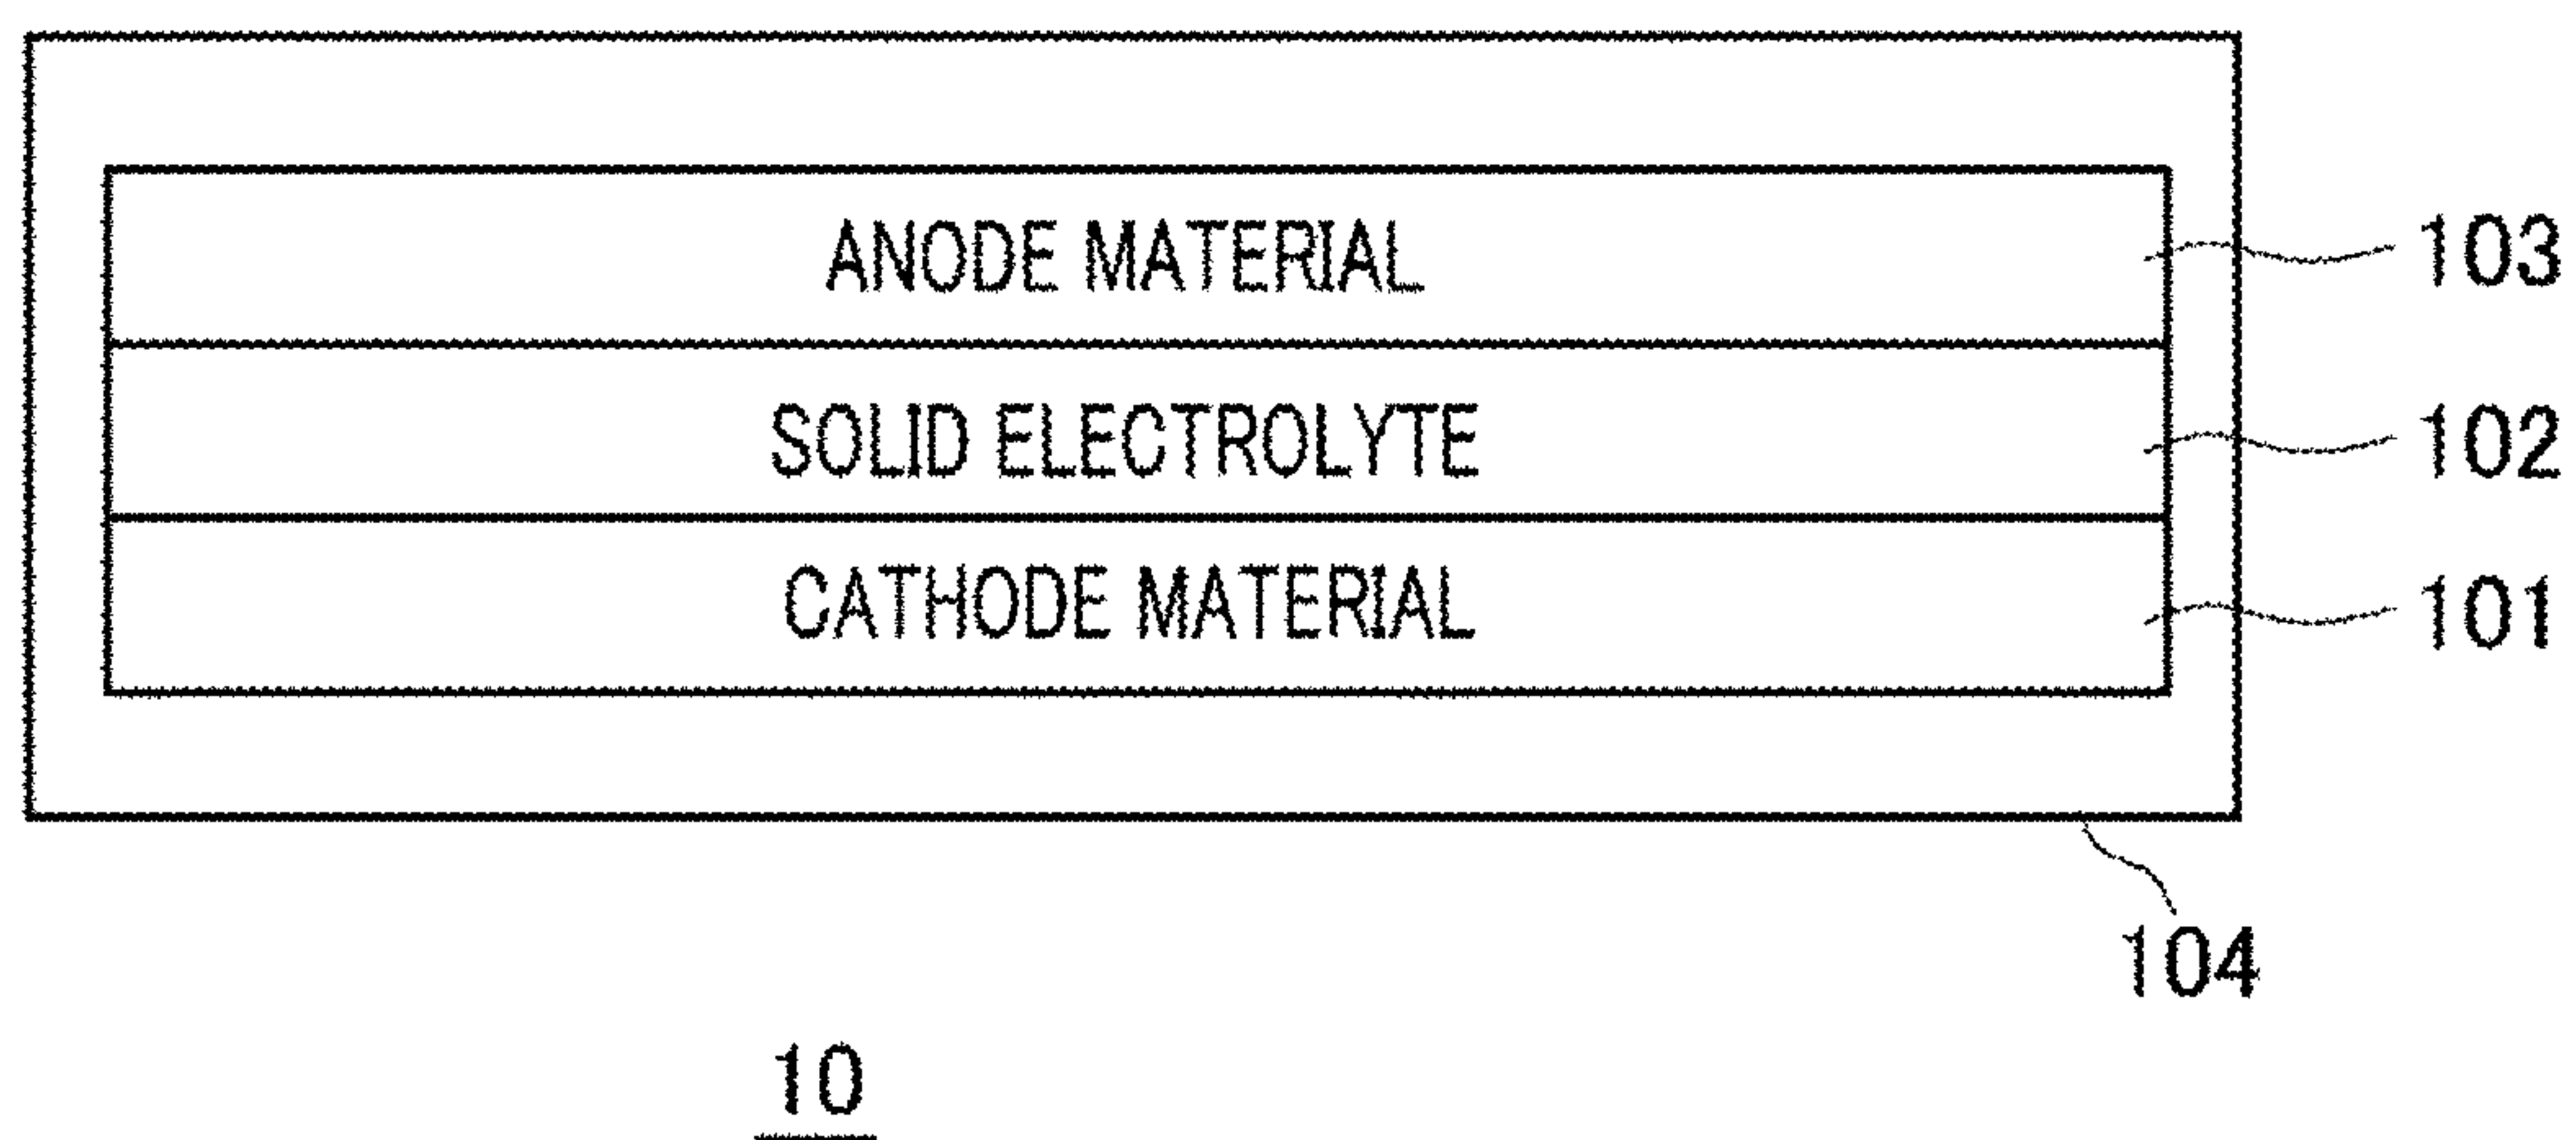 ANODE MATERIAL 103
SOLID ELECTROLYTE 102
CATHODE MATERIAL 101
104
10